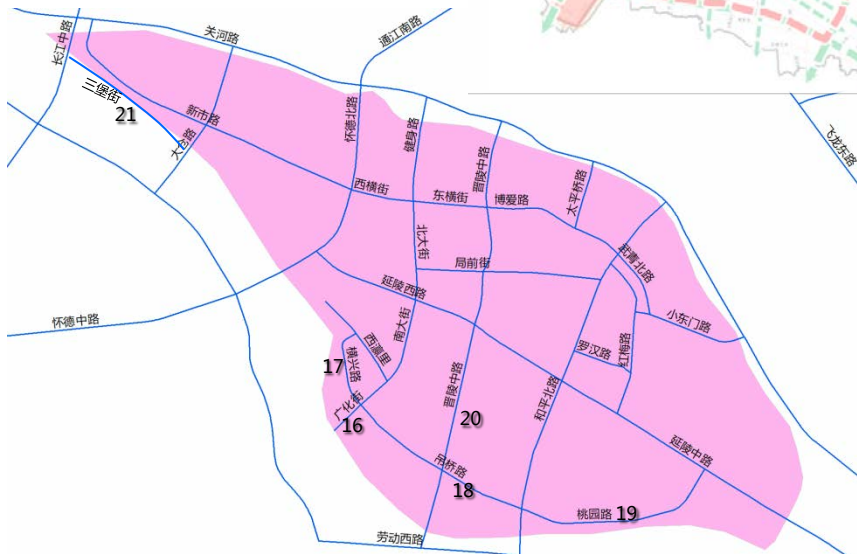 关河路
通江南路
长江中路
三堡街
21
新市路
大仓路
怀德北路
健身路
晋陵中路
飞龙东路
西横街
东横街
博爱路
太平桥路
北大街
局前街
武青北路
延陵西路
怀德中路
南大街
小东门路
西瀛里
罗汉路
红梅路
横兴路
17
晋陵中路
和平北路
广化街
16
20
延陵中路
吊桥路
18
桃园路
19
劳动西路